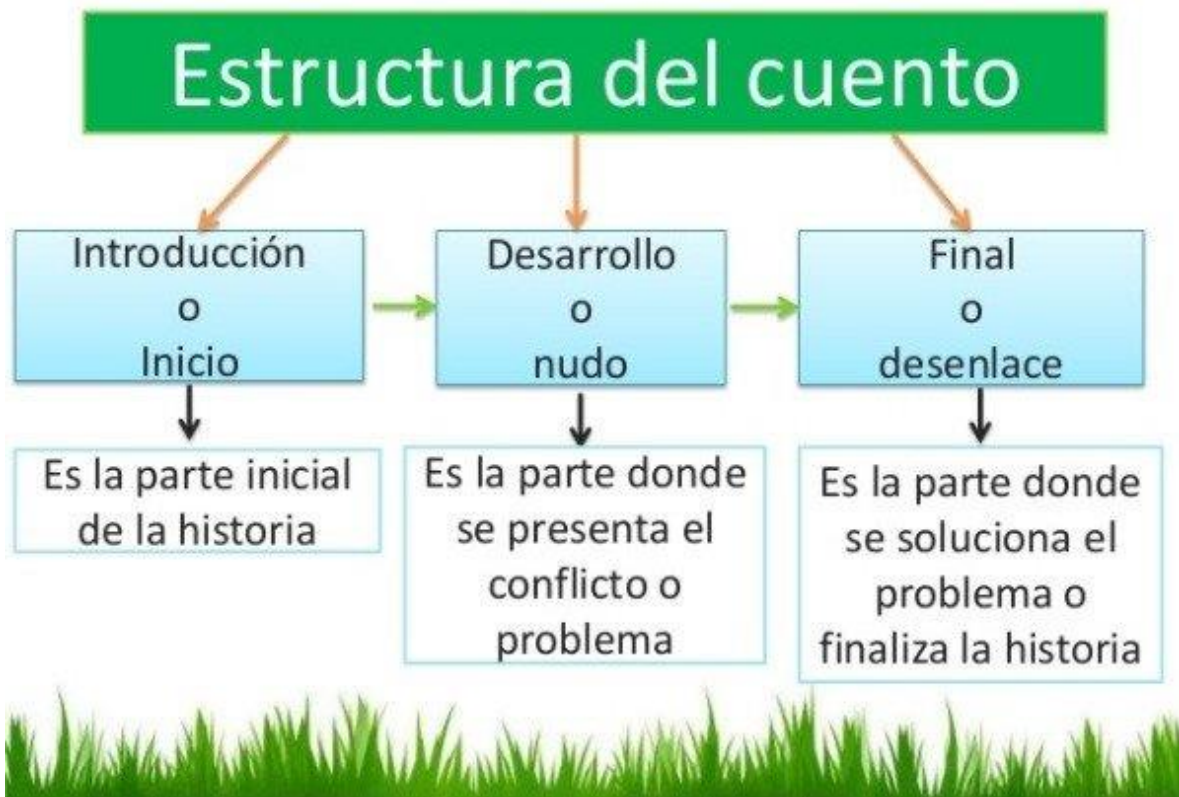 Estructura del cuento
Introducción
o
Inicio
Desarrollo
o
nudo
Final
o
desenlace
Es la parte inicial
de la historia
Es la parte donde
se presenta el
conflicto o
problema
Es la parte donde
se soluciona el
problema o
finaliza la historia